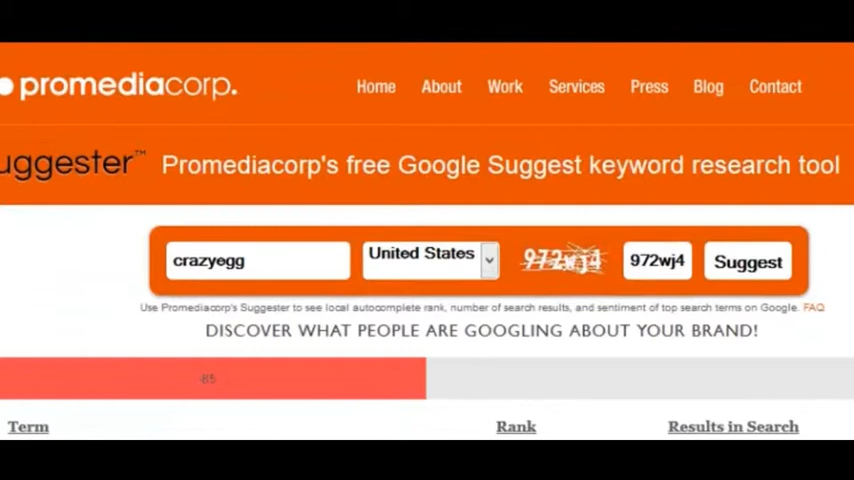 promediacorp.
Home About Work Services Press Blog Contact
uggester™ Promediacorp's free Google Suggest keyword research tool
crazyegg United States 972wj4 972wj4 Suggest
Use Promediacorp's Suggester to see local autocomplete rank, number of search results, and sentiment of top search terms on Google. FAQ
DISCOVER WHAT PEOPLE ARE GOOGLING ABOUT YOUR BRAND!
-85
Term Rank Results in Search